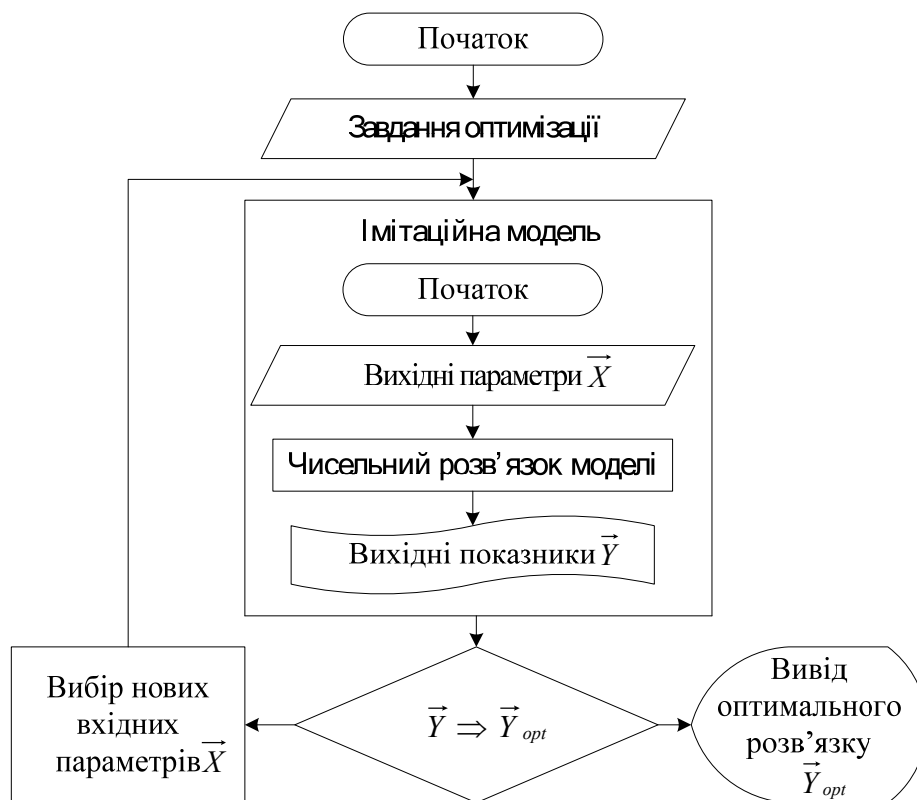 Початок
Завдання оптимізації
Імітаційна модель
Початок
Вихідні параметри X⃗
Чисельний розв'язок моделі
Вихідні показники Y⃗
Вибір нових
вхідних
параметрів X⃗
Y⃗ ⇒ Y⃗ opt
Вивід
оптимального
розв'язку
Y⃗ opt